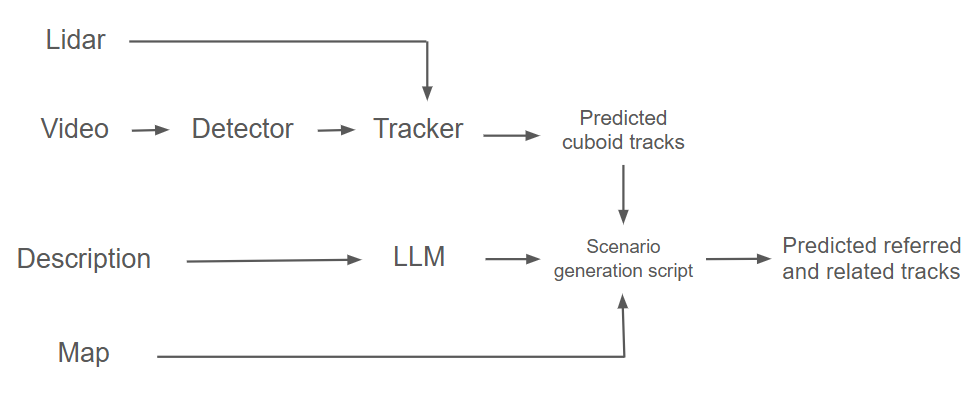 Lidar
Video
Detector
Tracker
Predicted
cuboid tracks
Description
LLM
Scenario
generation script
Predicted referred
and related tracks
Map